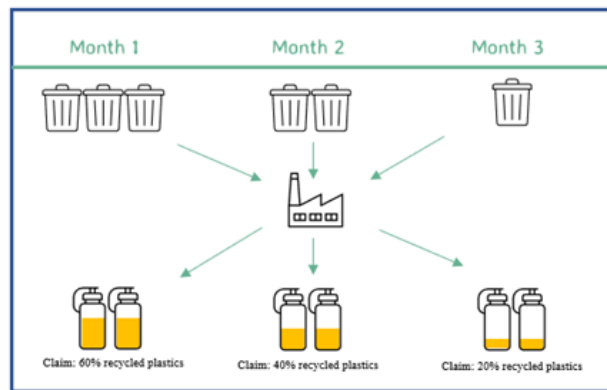 Month 1
Month 2
Month 3
Claim: 60% recycled plastics
Claim: 40% recycled plastics
Claim: 20% recycled plastics